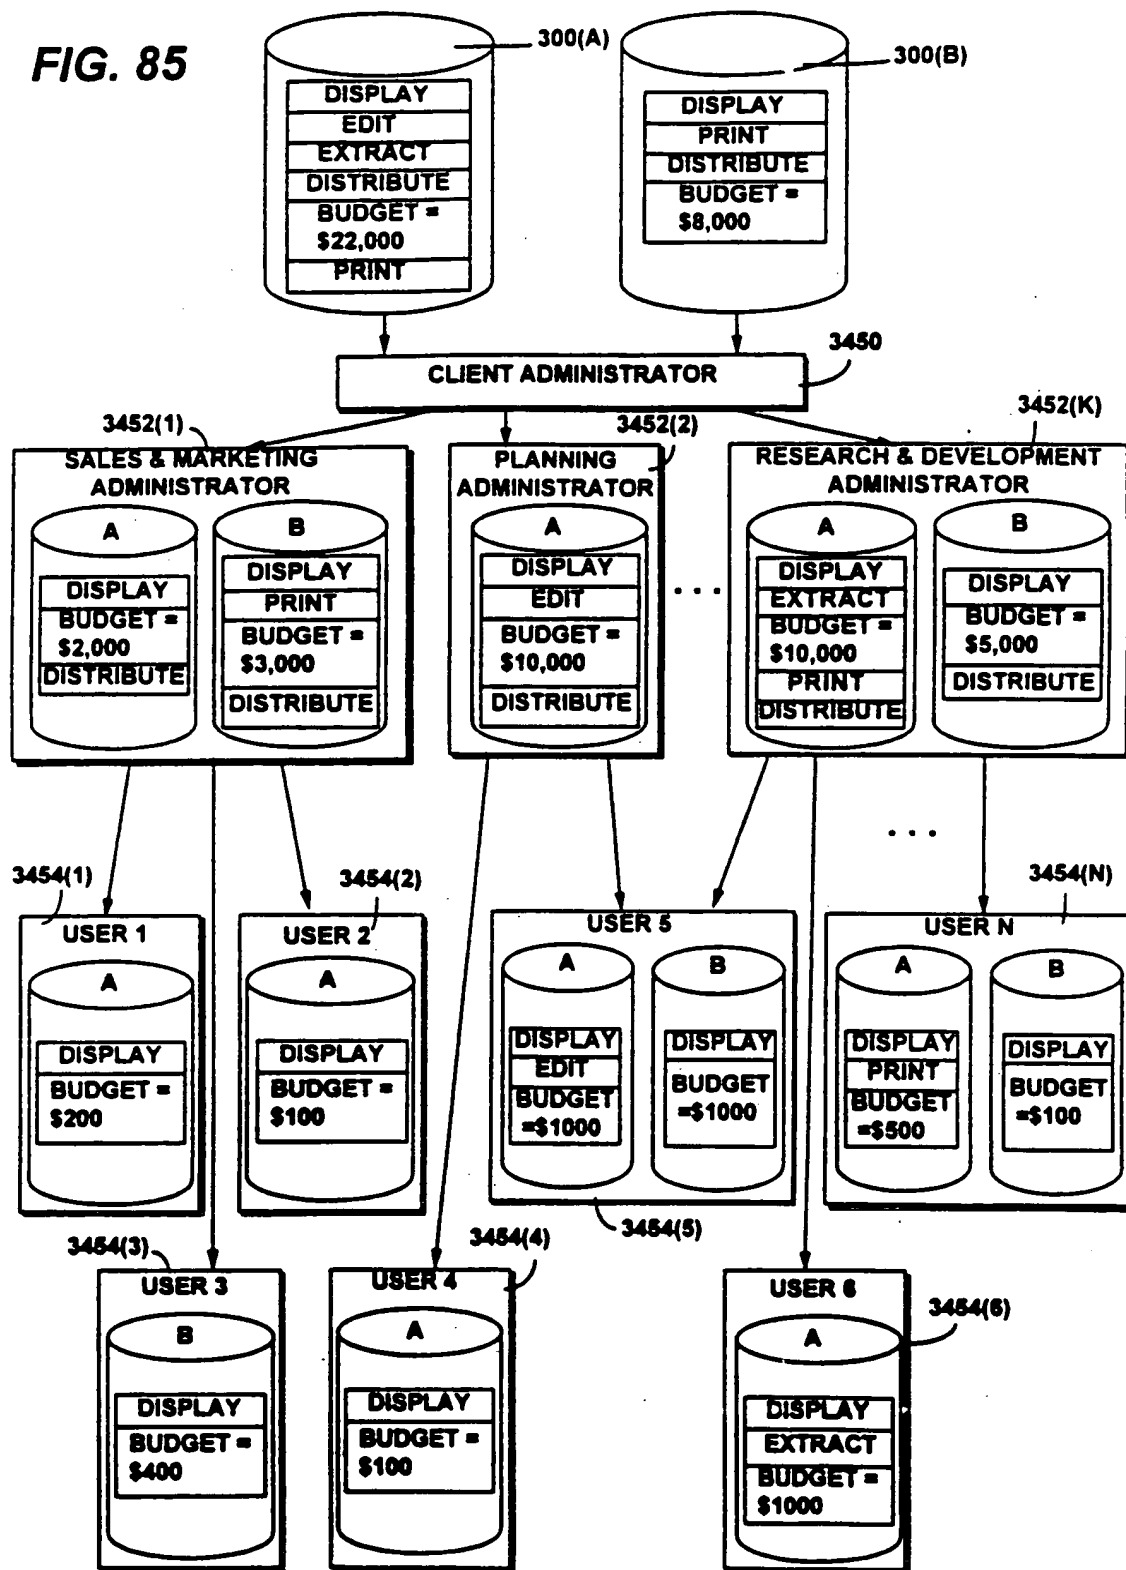 FIG. 85
300(A)
DISPLAY
EDIT
EXTRACT
DISTRIBUTE
BUDGET =
$22,000
PRINT
300(B)
DISPLAY
PRINT
DISTRIBUTE
BUDGET =
$8,000
CLIENT ADMINISTRATOR
3450
3452(1)
SALES & MARKETING
ADMINISTRATOR
A
DISPLAY
BUDGET =
$2,000
DISTRIBUTE
B
DISPLAY
PRINT
BUDGET =
$3,000
DISTRIBUTE
3452(2)
PLANNING
ADMINISTRATOR
A
DISPLAY
EDIT
BUDGET =
$10,000
DISTRIBUTE
. . .
3452(K)
RESEARCH & DEVELOPMENT
ADMINISTRATOR
A
DISPLAY
EXTRACT
BUDGET =
$10,000
PRINT
DISTRIBUTE
B
DISPLAY
BUDGET =
$5,000
DISTRIBUTE
. . .
3454(1)
USER 1
A
DISPLAY
BUDGET =
$200
3454(2)
USER 2
A
DISPLAY
BUDGET =
$100
USER 5
A
DISPLAY
EDIT
BUDGET
=$1000
B
DISPLAY
BUDGET
=$1000
3454(5)
3454(N)
USER N
A
DISPLAY
PRINT
BUDGET
=$500
B
DISPLAY
BUDGET
=$100
3454(3)
USER 3
B
DISPLAY
BUDGET =
$400
3454(4)
USER 4
A
DISPLAY
BUDGET =
$100
USER 6
3454(6)
A
DISPLAY
EXTRACT
BUDGET =
$1000